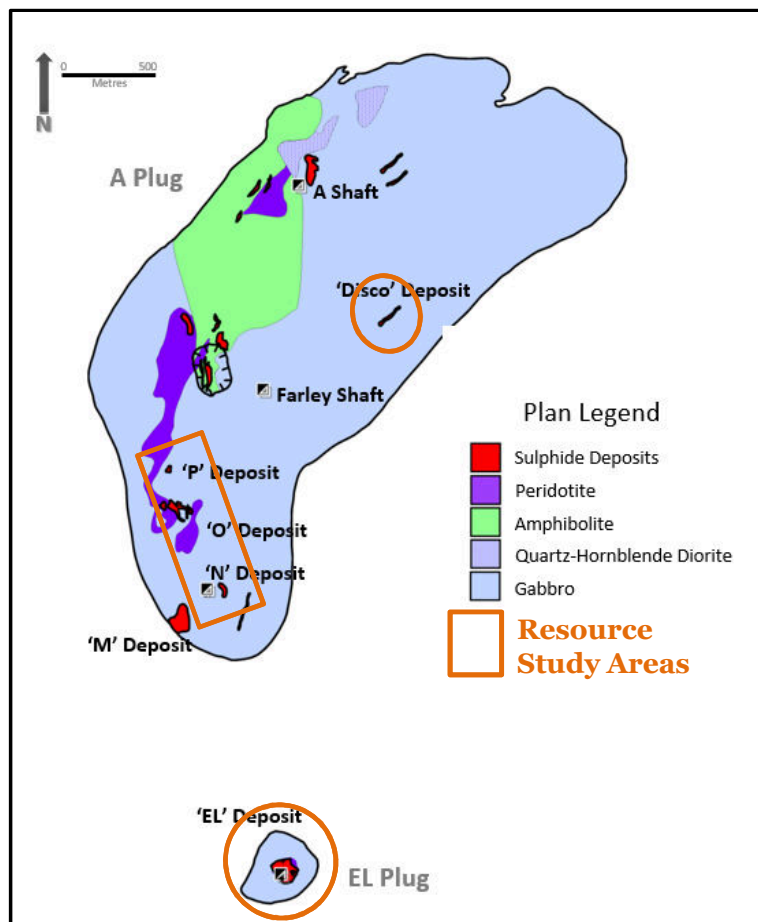 0 500
Metres
N
A Plug
A Shaft
‘Disco’ Deposit
Farley Shaft
Plan Legend
Sulphide Deposits
Peridotite
Amphibolite
Quartz-Hornblende Diorite
Gabbro
Resource
Study Areas
‘P’ Deposit
‘O’ Deposit
‘N’ Deposit
‘M’ Deposit
‘EL’ Deposit
EL Plug